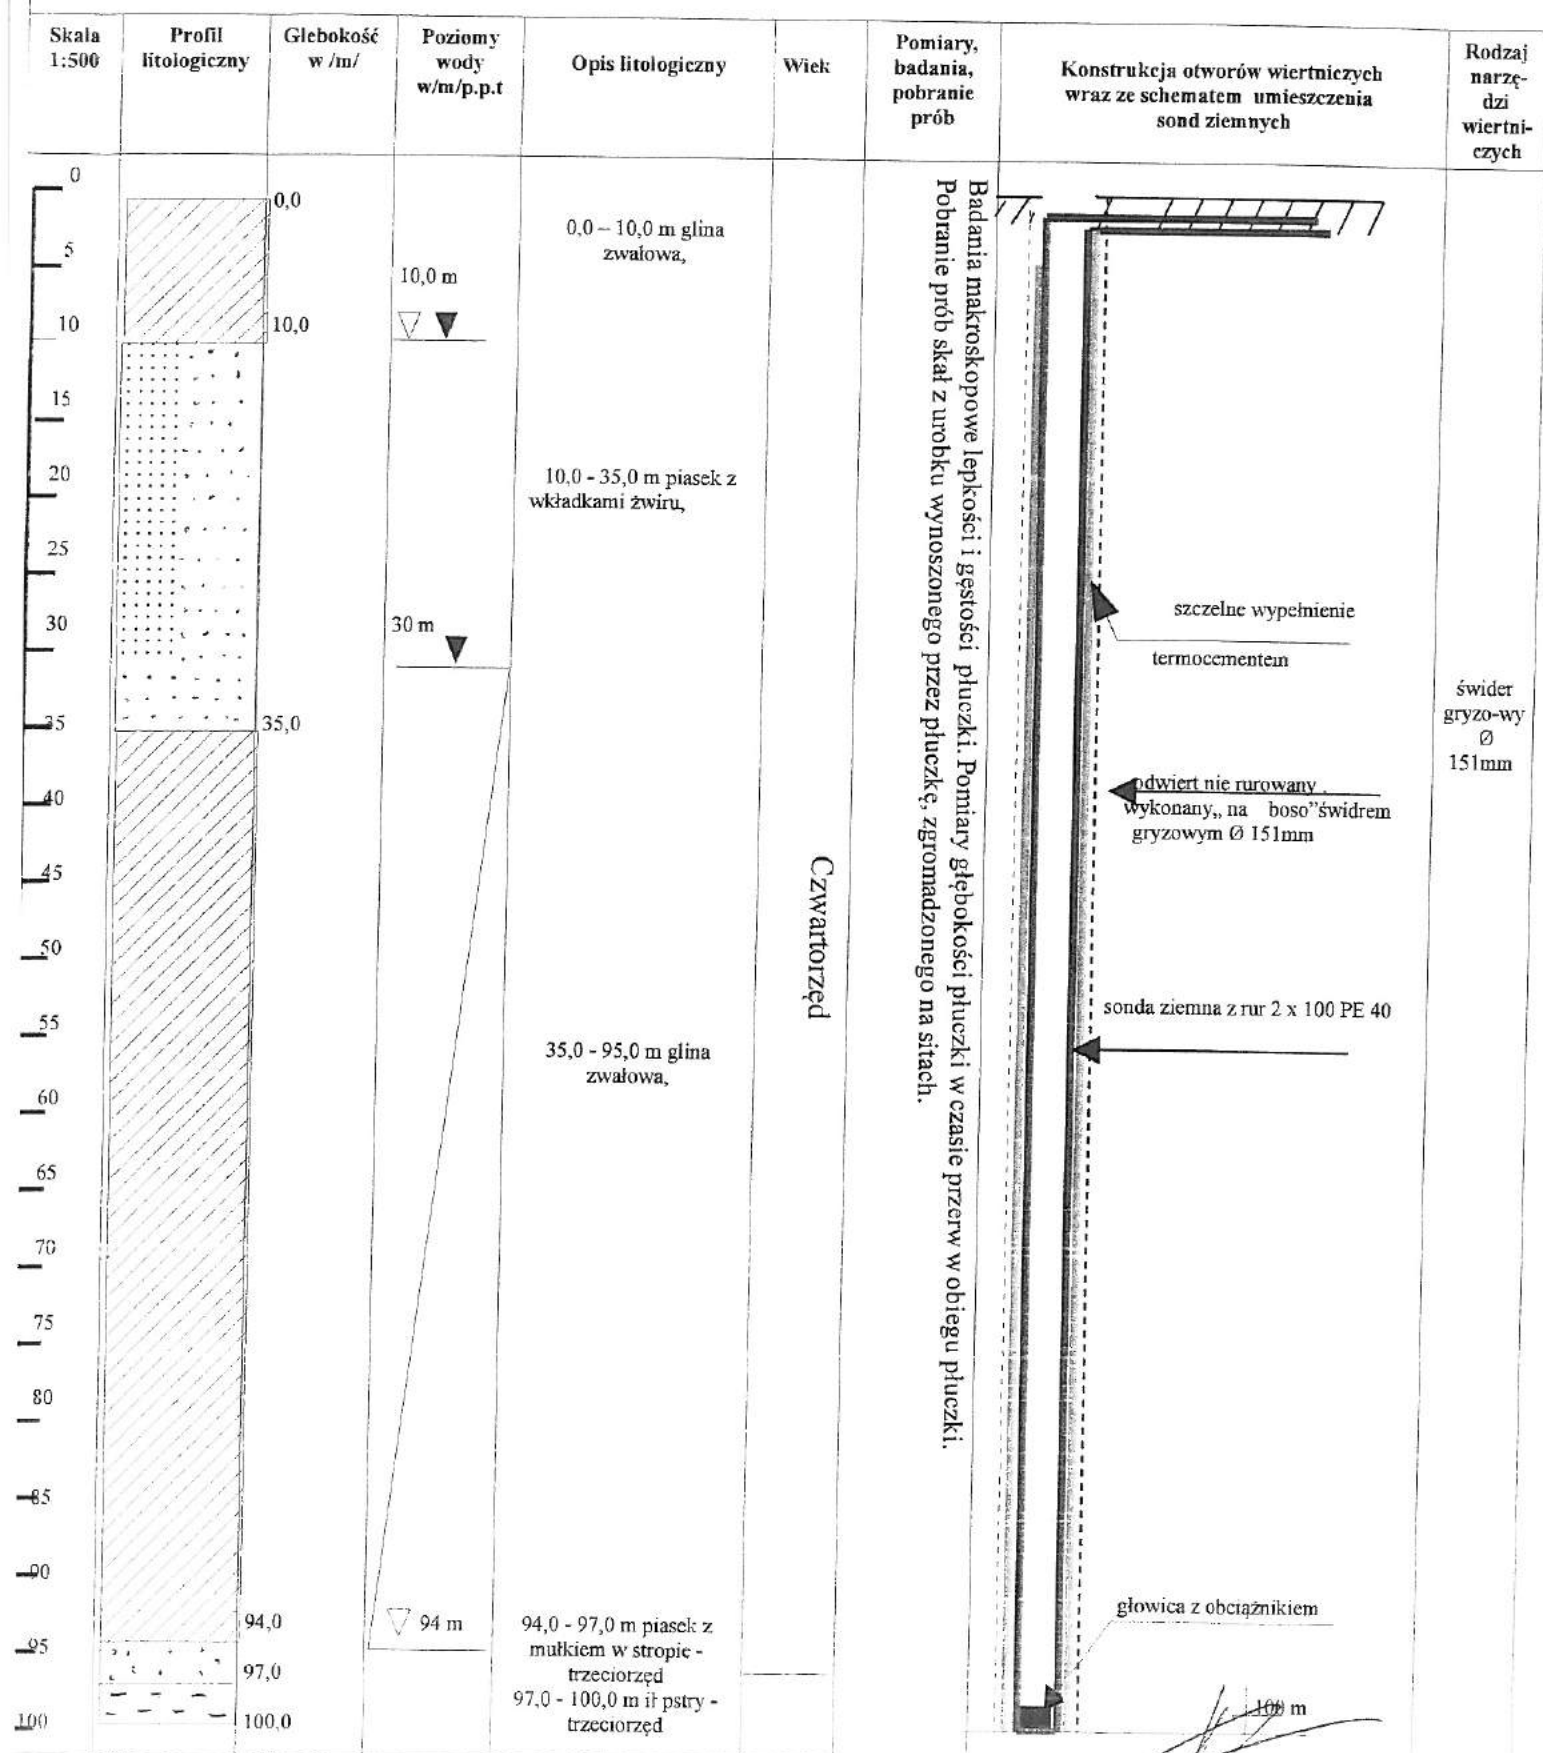 Skala
1:500
Profil
litologiczny
Glebokość
w /m/
Poziomy
wody
w/m/p.p.t
Opis litologiczny
Wiek
Pomiary,
badania,
pobranie
prób
Konstrukcja otworów wiertniczych
wraz ze schematem umieszczenia
sond ziemnych
Rodzaj
narzę-
dzi
wiertni-
czych
0
5
10
15
20
25
30
35
40
45
50
55
60
65
70
75
80
85
90
95
100
0,0
10,0
35,0
94,0
97,0
100,0
10,0 m
30 m
94 m
0,0 – 10,0 m glina
zwałowa,
10,0 - 35,0 m piasek z
wkładkami żwiru,
35,0 - 95,0 m glina
zwałowa,
94,0 - 97,0 m piasek z
mułkiem w stropie -
trzeciorzęd
97,0 - 100,0 m ił pstry -
trzeciorzęd
Czwartorzęd
Badania makroskopowe lepkości i gęstości płuczki. Pomiary głębokości płuczki w czasie przerw w obiegu płuczki.
Pobranie prób skał z urobku wynoszonego przez płuczkę, zgromadzonego na sitach.
szczelne wypełnienie
termocementem
odwiert nie rurowany .
wykonany„ na boso”świdrem
gryzowym Ø 151mm
sonda ziemna z rur 2 x 100 PE 40
głowica z obciążnikiem
100 m
świder
gryzo-wy
Ø
151mm